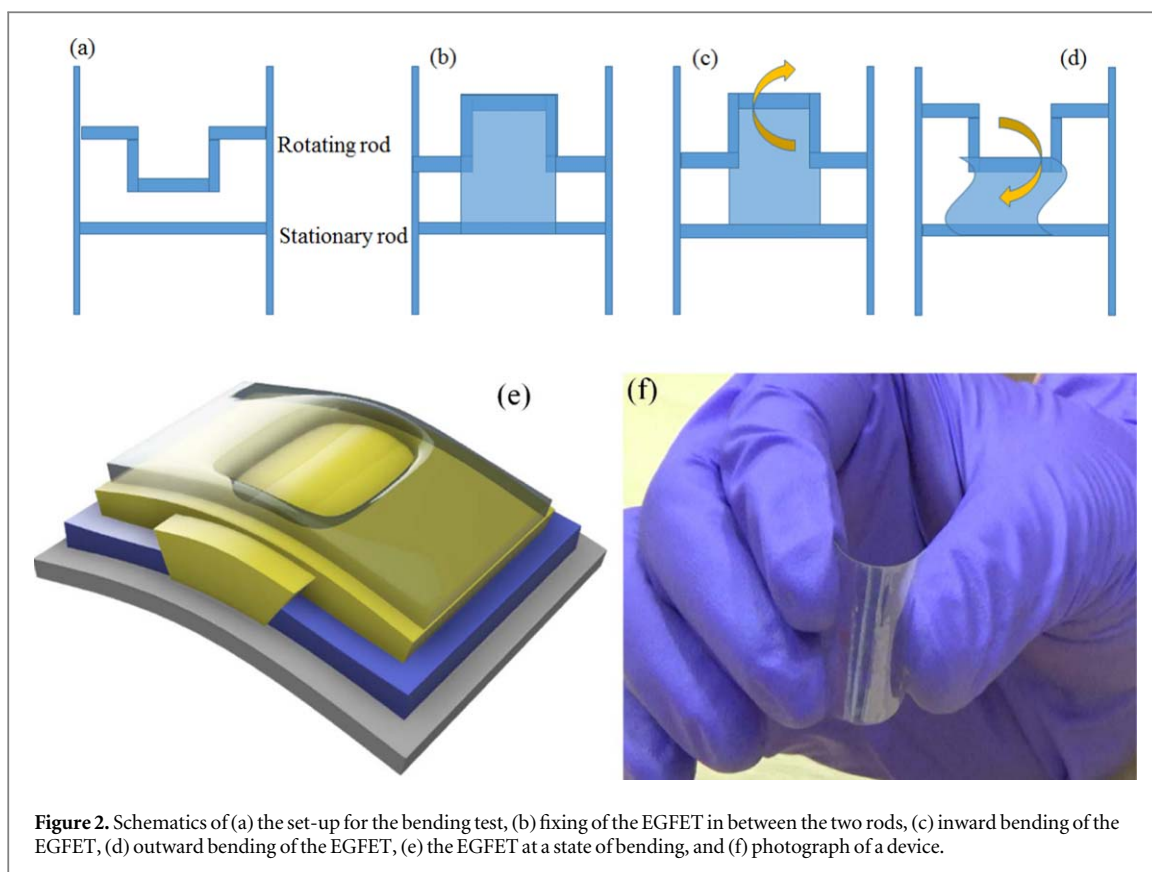 (a)
(b)
(c)
(d)
Rotating rod
Stationary rod
(e)
(f)
Figure 2. Schematics of (a) the set-up for the bending test, (b) fixing of the EGFET in between the two rods, (c) inward bending of the
EGFET, (d) outward bending of the EGFET, (e) the EGFET at a state of bending, and (f) photograph of a device.